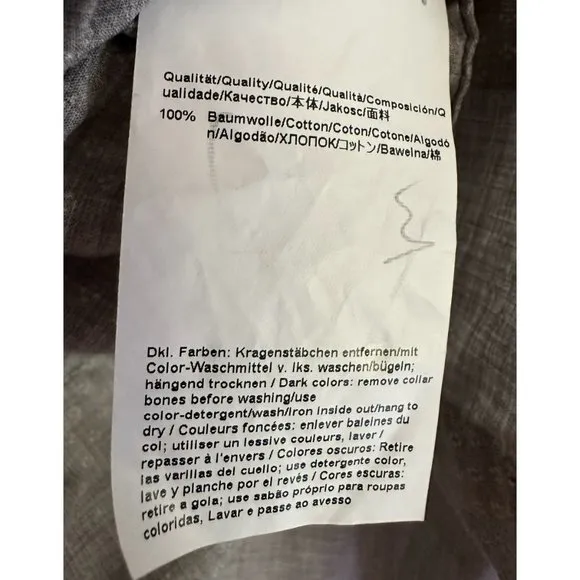 Qualität/Quality/Qualité/Qualità/Composición/Q
ualidade/Качество/本体/Jakosc/面料
100% Baumwolle/Cotton/Coton/Cotone/Algodó
n/Algodão/ХЛОПОК/コットン/Bawelna/棉
Dkl. Farben: Kragenstäbchen entfernen/mit
Color-Waschmittel v. lks. waschen/bügeln;
hängend trocknen / Dark colors: remove collar
bones before washing/use
color-detergent/wash/iron inside out/hang to
dry / Couleurs foncées: enlever baleines du
col; utiliser un lessive couleurs, laver /
repasser à l'envers / Colores oscuros: Retire
las varillas del cuello; use detergente color,
lave y planche por el revés / Cores escuras:
retire a gola; use sabão próprio para roupas
coloridas, Lavar e passe ao avesso